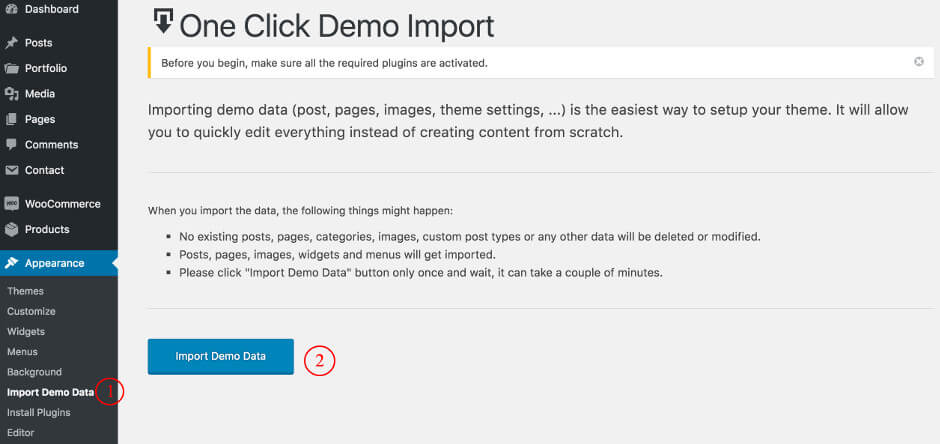 Dashboard
Posts
Portfolio
Media
Pages
Comments
Contact
WOO
WooCommerce
Products
Appearance
Themes
Customize
Widgets
Menus
Background
Import Demo Data
1
Install Plugins
Editor
One Click Demo Import
Before you begin, make sure all the required plugins are activated.
Importing demo data (post, pages, images, theme settings, ...) is the easiest way to setup your theme. It will allow
you to quickly edit everything instead of creating content from scratch.
When you import the data, the following things might happen:
▪ No existing posts, pages, categories, images, custom post types or any other data will be deleted or modified.
▪ Posts, pages, images, widgets and menus will get imported.
▪ Please click "Import Demo Data" button only once and wait, it can take a couple of minutes.
Import Demo Data
2